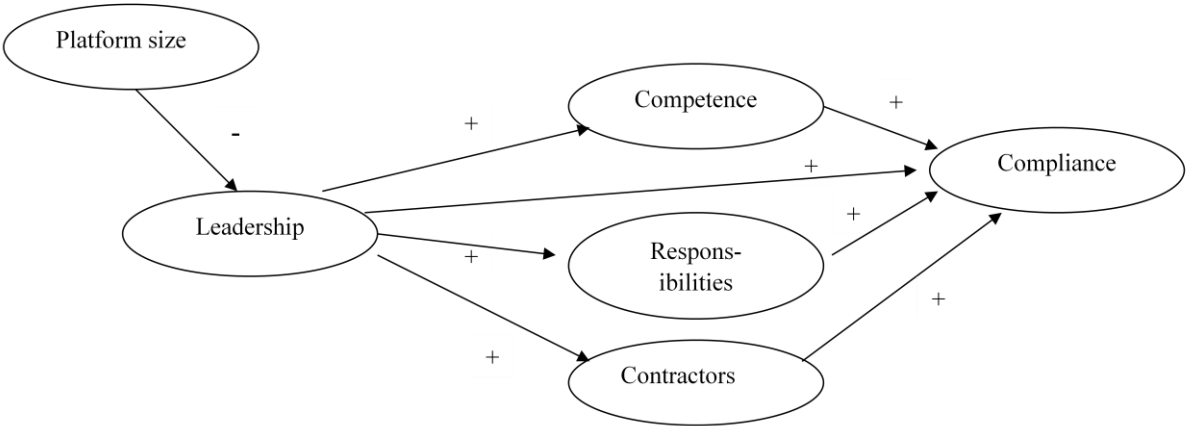 Platform size
-
Competence
+
+
+
Compliance
Leadership
+
+
Respons-
ibilities
+
+
Contractors